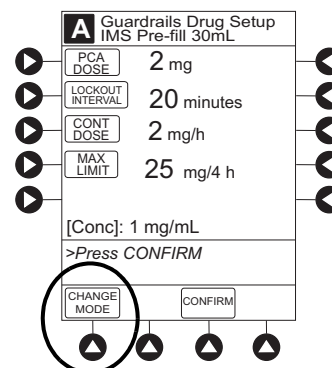 A Guardrails Drug Setup
IMS Pre-fill 30mL
PCA
DOSE
2 mg
LOCKOUT
INTERVAL
20 minutes
CONT
DOSE
2 mg/h
MAX
LIMIT
25 mg/4 h
[Conc]: 1 mg/mL
>Press CONFIRM
CHANGE
MODE
CONFIRM